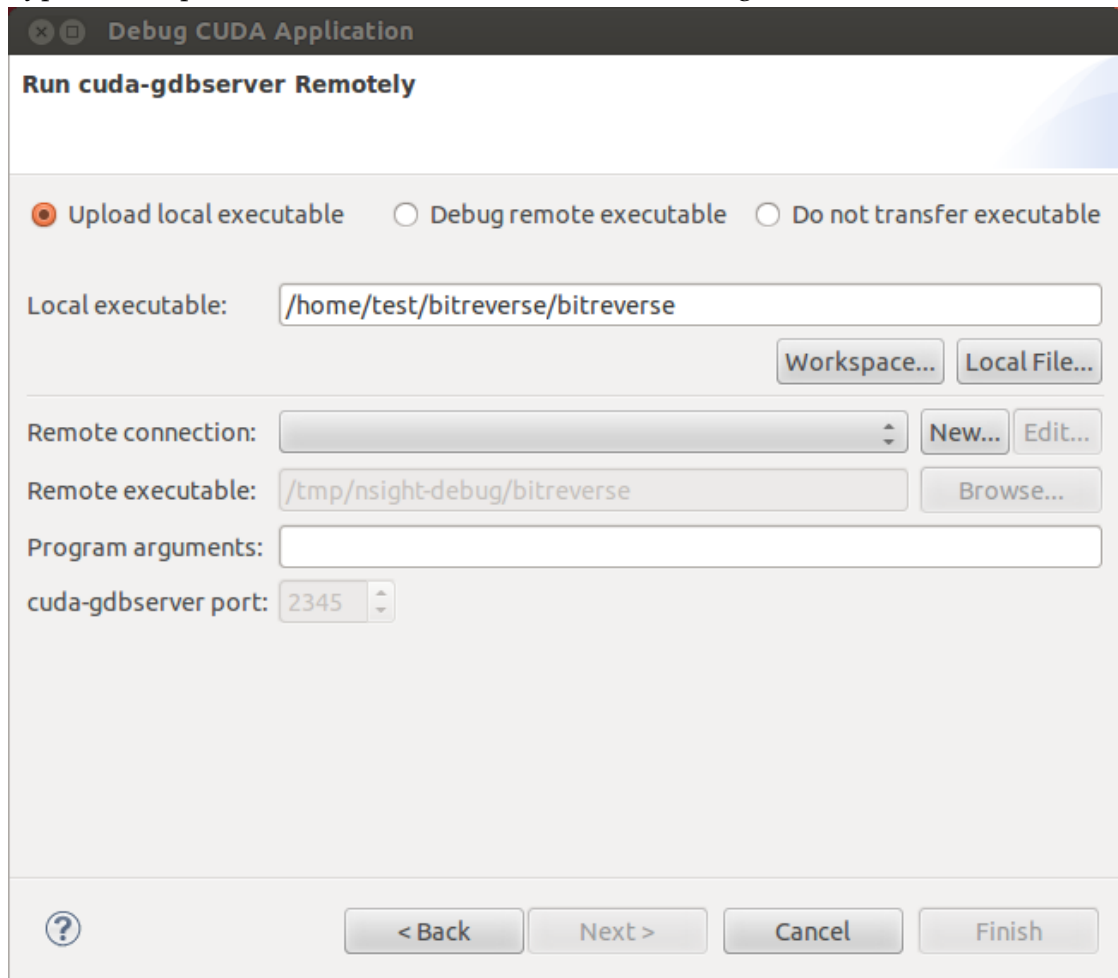 Debug CUDA Application
Run cuda-gdbserver Remotely
Upload local executable Debug remote executable Do not transfer executable
Local executable: /home/test/bitreverse/bitreverse
Workspace... Local File...
Remote connection: New... Edit...
Remote executable: /tmp/nsight-debug/bitreverse Browse...
Program arguments:
cuda-gdbserver port: 2345
? < Back Next > Cancel Finish